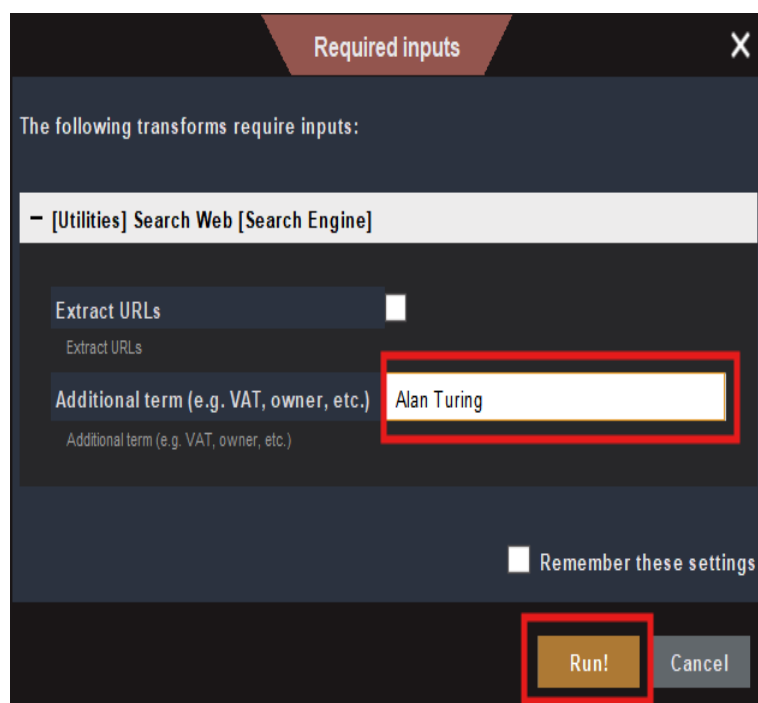 Required inputs
X
The following transforms require inputs:
− [Utilities] Search Web [Search Engine]
Extract URLs
Extract URLs
Additional term (e.g. VAT, owner, etc.) Alan Turing
Additional term (e.g. VAT, owner, etc.)
Remember these settings
Run! Cancel